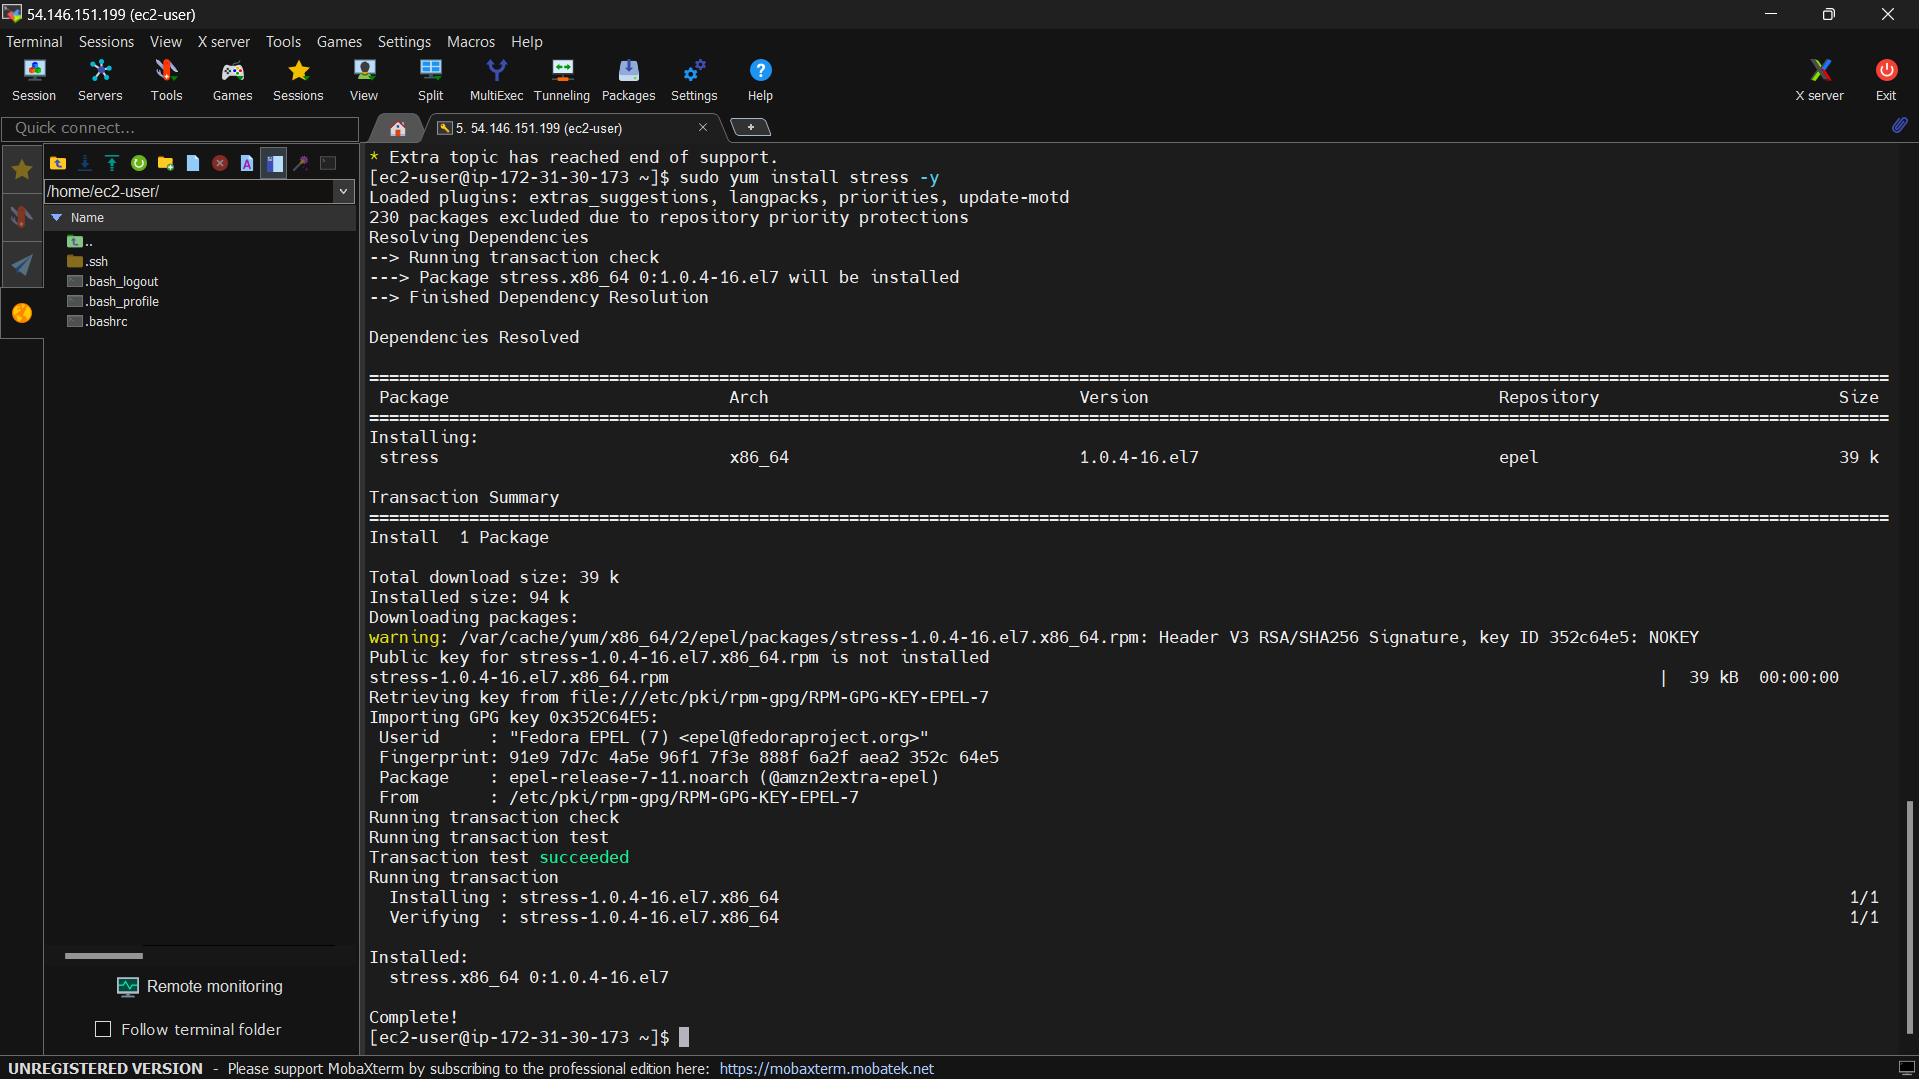 54.146.151.199 (ec2-user)
Terminal Sessions View X server Tools Games Settings Macros Help
Session Servers Tools Games Sessions View Split MultiExec Tunneling Packages Settings Help X server Exit
Quick connect...
5. 54.146.151.199 (ec2-user)
/home/ec2-user/
Name
..
.ssh
.bash_logout
.bash_profile
.bashrc
Remote monitoring
Follow terminal folder
* Extra topic has reached end of support.
[ec2-user@ip-172-31-30-173 ~]$ sudo yum install stress -y
Loaded plugins: extras_suggestions, langpacks, priorities, update-motd
230 packages excluded due to repository priority protections
Resolving Dependencies
--> Running transaction check
---> Package stress.x86_64 0:1.0.4-16.el7 will be installed
--> Finished Dependency Resolution
Dependencies Resolved
================================================================================
Package Arch Version Repository Size
================================================================================
Installing:
stress x86_64 1.0.4-16.el7 epel 39 k
Transaction Summary
================================================================================
Install  1 Package
Total download size: 39 k
Installed size: 94 k
Downloading packages:
warning: /var/cache/yum/x86_64/2/epel/packages/stress-1.0.4-16.el7.x86_64.rpm: Header V3 RSA/SHA256 Signature, key ID 352c64e5: NOKEY
Public key for stress-1.0.4-16.el7.x86_64.rpm is not installed
stress-1.0.4-16.el7.x86_64.rpm | 39 kB 00:00:00
Retrieving key from file:///etc/pki/rpm-gpg/RPM-GPG-KEY-EPEL-7
Importing GPG key 0x352C64E5:
Userid : "Fedora EPEL (7) <epel@fedoraproject.org>"
Fingerprint: 91e9 7d7c 4a5e 96f1 7f3e 888f 6a2f aea2 352c 64e5
Package : epel-release-7-11.noarch (@amzn2extra-epel)
From : /etc/pki/rpm-gpg/RPM-GPG-KEY-EPEL-7
Running transaction check
Running transaction test
Transaction test succeeded
Running transaction
Installing : stress-1.0.4-16.el7.x86_64 1/1
Verifying : stress-1.0.4-16.el7.x86_64 1/1
Installed:
stress.x86_64 0:1.0.4-16.el7
Complete!
[ec2-user@ip-172-31-30-173 ~]$
UNREGISTERED VERSION - Please support MobaXterm by subscribing to the professional edition here: https://mobaxterm.mobatek.net